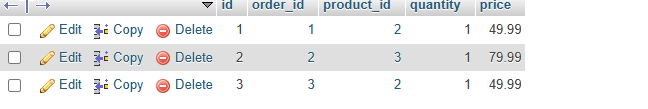 id order_id product_id quantity price
Edit Copy Delete 1 1 2 1 49.99
Edit Copy Delete 2 2 3 1 79.99
Edit Copy Delete 3 3 2 1 49.99